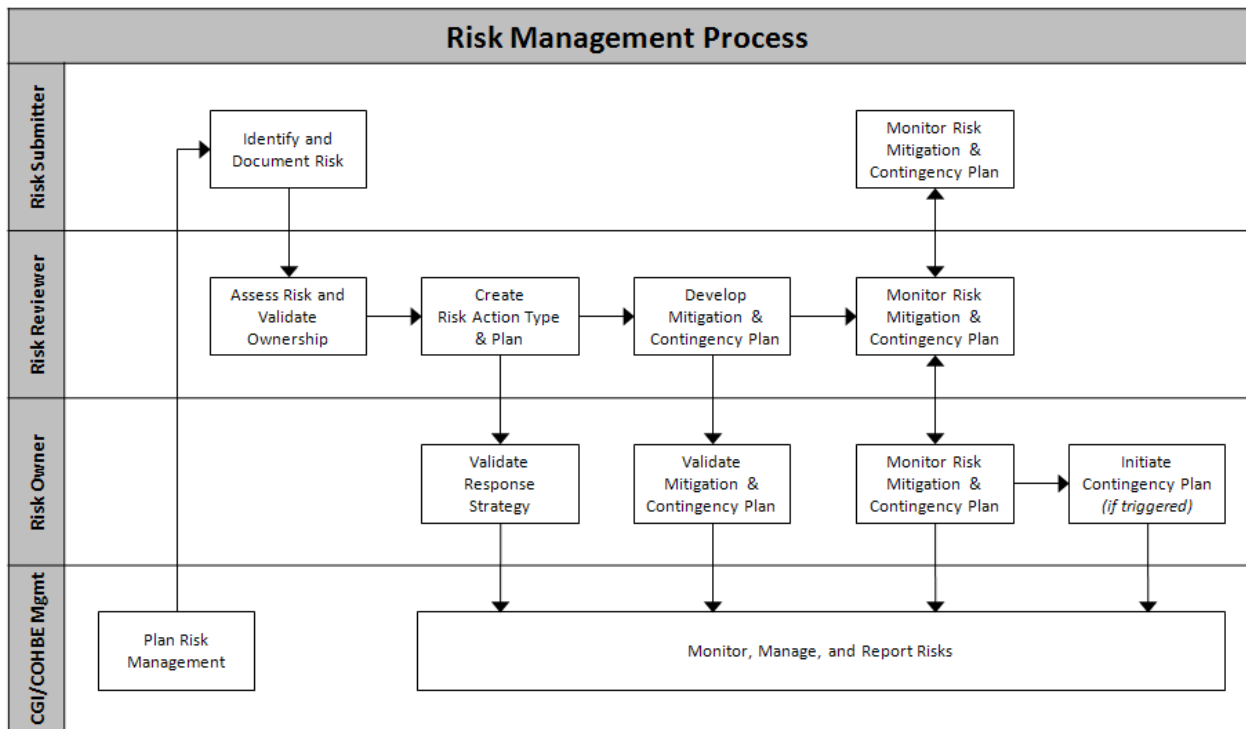 Risk Management Process
Risk Submitter
Identify and
Document Risk
Monitor Risk
Mitigation &
Contingency Plan
Risk Reviewer
Assess Risk and
Validate
Ownership
Create
Risk Action Type
& Plan
Develop
Mitigation &
Contingency Plan
Monitor Risk
Mitigation &
Contingency Plan
Risk Owner
Validate
Response
Strategy
Validate
Mitigation &
Contingency Plan
Monitor Risk
Mitigation &
Contingency Plan
Initiate
Contingency Plan
(if triggered)
CGI/COHBE Mgmt
Plan Risk
Management
Monitor, Manage, and Report Risks